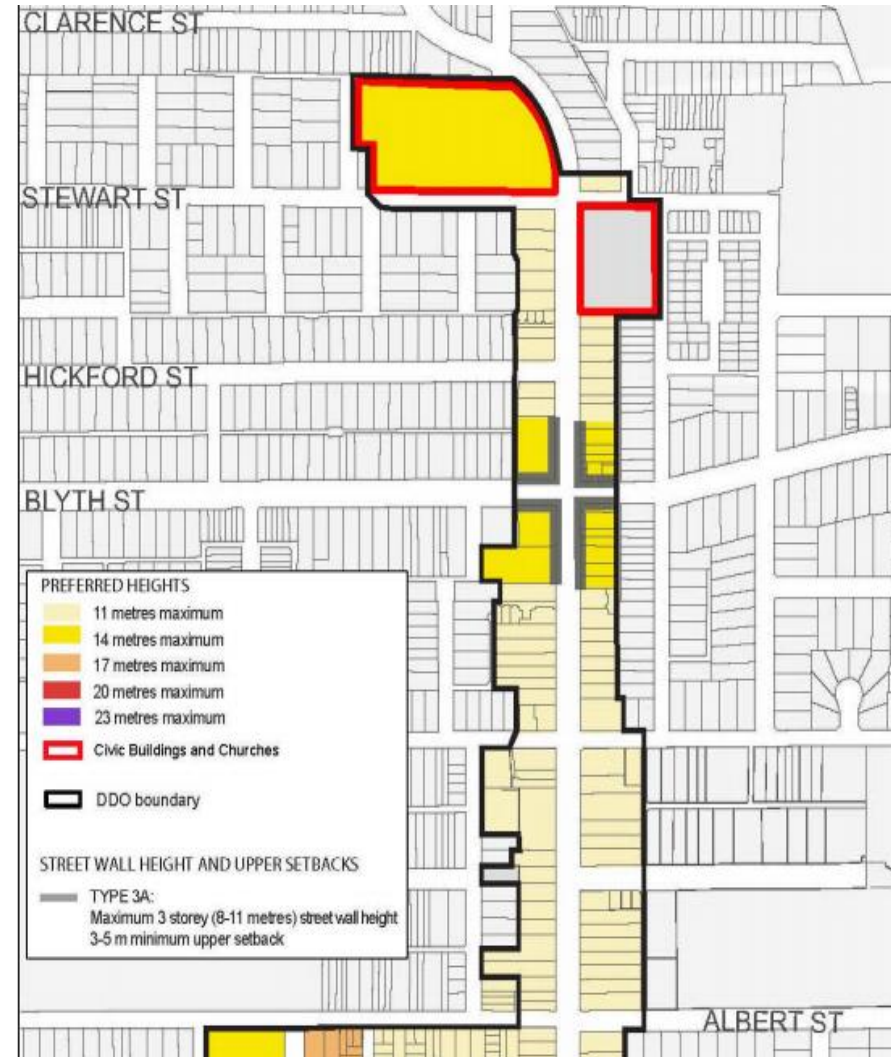 CLARENCE ST
STEWART ST
HICKFORD ST
BLYTH ST
PREFERRED HEIGHTS
11 metres maximum
14 metres maximum
17 metres maximum
20 metres maximum
23 metres maximum
Civic Buildings and Churches
DDO boundary
STREET WALL HEIGHT AND UPPER SETBACKS
TYPE 3A:
Maximum 3 storey (8-11 metres) street wall height
3-5 m minimum upper setback
ALBERT ST